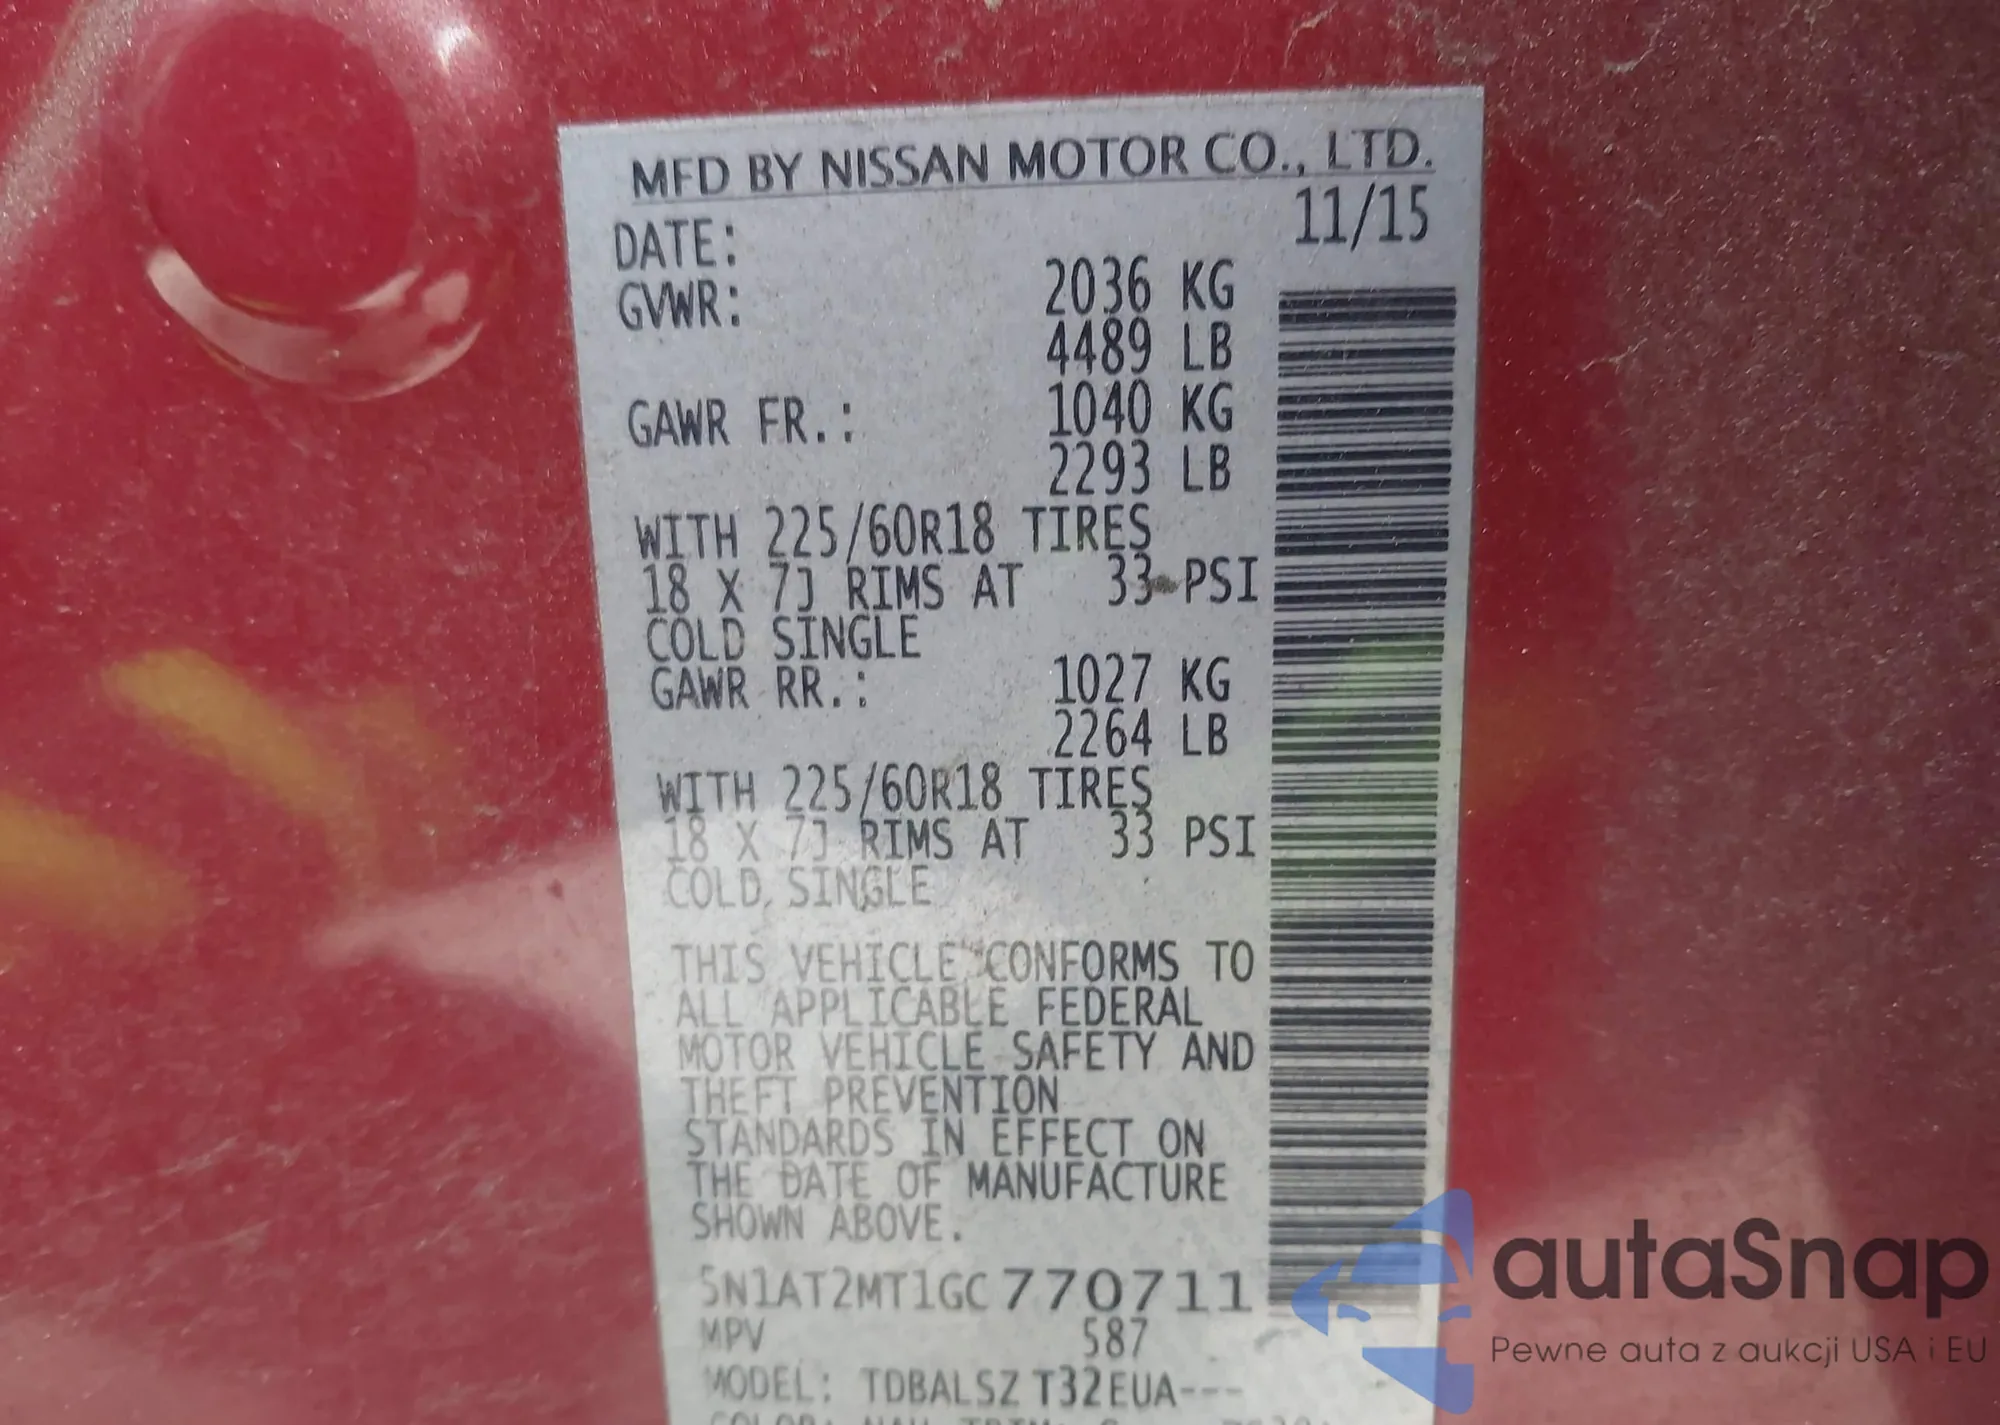 MFD BY NISSAN MOTOR CO., LTD.
DATE: 11/15
GVWR: 2036 KG
4489 LB
GAWR FR.: 1040 KG
2293 LB
WITH 225/60R18 TIRES
18 X 7J RIMS AT 33 PSI
COLD SINGLE
GAWR RR.: 1027 KG
2264 LB
WITH 225/60R18 TIRES
18 X 7J RIMS AT 33 PSI
COLD, SINGLE
THIS VEHICLE CONFORMS TO
ALL APPLICABLE FEDERAL
MOTOR VEHICLE SAFETY AND
THEFT PREVENTION
STANDARDS IN EFFECT ON
THE DATE OF MANUFACTURE
SHOWN ABOVE.
5N1AT2MT1GC770711
MPV 587
MODEL: TDBALSZ T32EUA---
autaSnap
Pewne auta z aukcji USA i EU